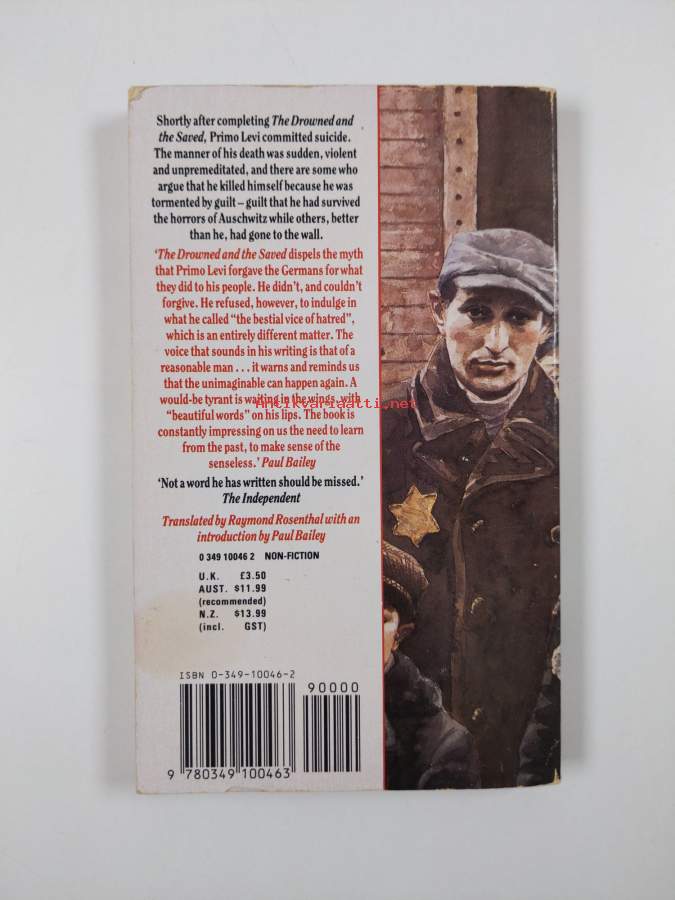 Shortly after completing The Drowned and
the Saved, Primo Levi committed suicide.
The manner of his death was sudden, violent
and unpremeditated, and there are some who
argue that he killed himself because he was
tormented by guilt – guilt that he had survived
the horrors of Auschwitz while others, better
than he, had gone to the wall.
‘The Drowned and the Saved dispels the myth
that Primo Levi forgave the Germans for what
they did to his people. He didn’t, and couldn’t
forgive. He refused, however, to indulge in
what he called “the bestial vice of hatred”,
which is an entirely different matter. The
voice that sounds in his writing is that of a
reasonable man . . . it warns and reminds us
that the unimaginable can happen again. A
would-be tyrant is waiting in the wings, with
“beautiful words” on his lips. The book is
constantly impressing on us the need to learn
from the past, to make sense of the
senseless.’ Paul Bailey
‘Not a word he has written should be missed.’
The Independent
Translated by Raymond Rosenthal with an
introduction by Paul Bailey
0 349 10046 2 NON-FICTION
U.K. £3.50
AUST. $11.99
(recommended)
N.Z. $13.99
(incl. GST)
ISBN 0-349-10046-2
90000
9 780349 100463
Antikvariaatti.net